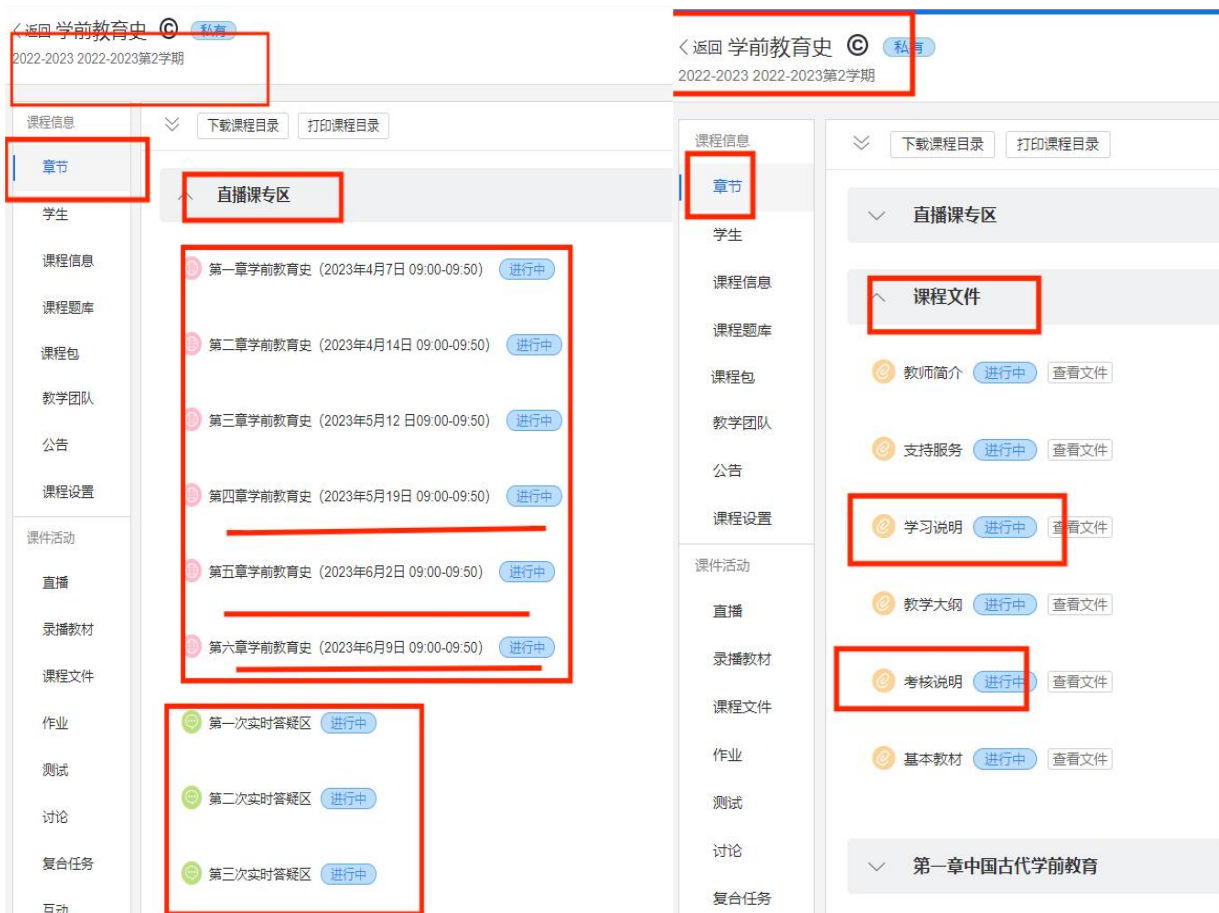 返回 学前教育史 © 私有
2022-2023 2022-2023第2学期
课程信息
下载课程目录 打印课程目录
章节
直播课专区
学生
课程信息
第一章学前教育史（2023年4月7日 09:00-09:50） 进行中
课程题库
第二章学前教育史（2023年4月14日 09:00-09:50） 进行中
课程包
教学团队
第三章学前教育史（2023年5月12 日09:00-09:50） 进行中
公告
课程设置
第四章学前教育史（2023年5月19日 09:00-09:50） 进行中
课件活动
直播
第五章学前教育史（2023年6月2日 09:00-09:50） 进行中
录播教材
第六章学前教育史（2023年6月9日 09:00-09:50） 进行中
课程文件
作业
第一次实时答疑区 进行中
测试
第二次实时答疑区 进行中
讨论
复合任务
第三次实时答疑区 进行中
互动
返回 学前教育史 © 私有
2022-2023 2022-2023第2学期
课程信息
下载课程目录 打印课程目录
章节
直播课专区
学生
课程信息
课程文件
课程题库
课程包
教师简介 进行中 查看文件
教学团队
支持服务 进行中 查看文件
公告
课程设置
学习说明 进行中 查看文件
课件活动
直播
教学大纲 进行中 查看文件
录播教材
考核说明 进行中 查看文件
课程文件
作业
基本教材 进行中 查看文件
测试
讨论
第一章中国古代学前教育
复合任务